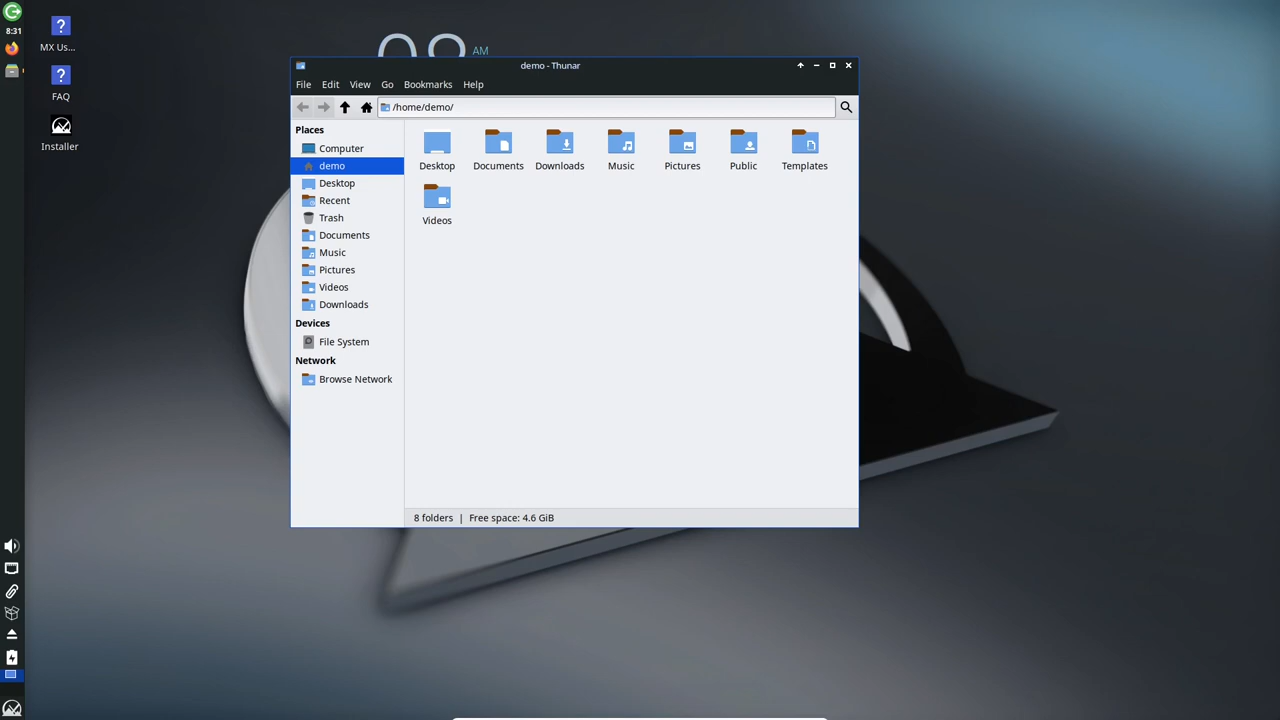 8:31
MX Us...
FAQ
Installer
AM
demo - Thunar
File Edit View Go Bookmarks Help
/home/demo/
Places
Computer
demo
Desktop
Recent
Trash
Documents
Music
Pictures
Videos
Downloads
Devices
File System
Network
Browse Network
Desktop Documents Downloads Music Pictures Public Templates
Videos
8 folders | Free space: 4.6 GiB